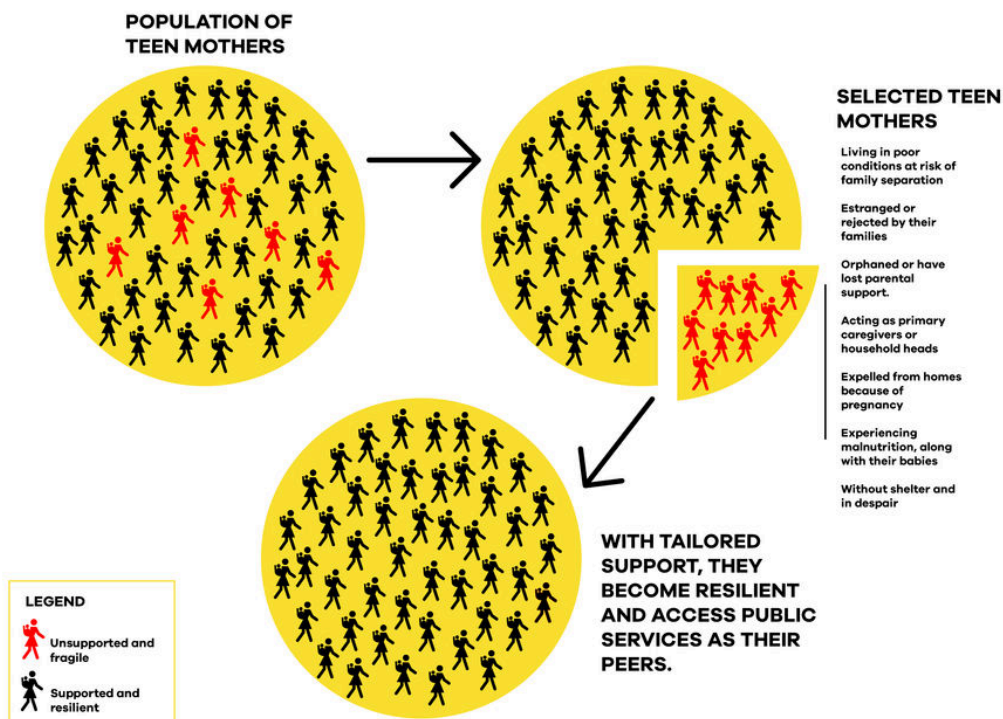 POPULATION OF
TEEN MOTHERS
SELECTED TEEN
MOTHERS
Living in poor
conditions at risk of
family separation
Estranged or
rejected by their
families
Orphaned or have
lost parental
support.
Acting as primary
caregivers or
household heads
Expelled from homes
because of
pregnancy
Experiencing
malnutrition, along
with their babies
Without shelter and
in despair
WITH TAILORED
SUPPORT, THEY
BECOME RESILIENT
AND ACCESS PUBLIC
SERVICES AS THEIR
PEERS.
LEGEND
Unsupported and
fragile
Supported and
resilient